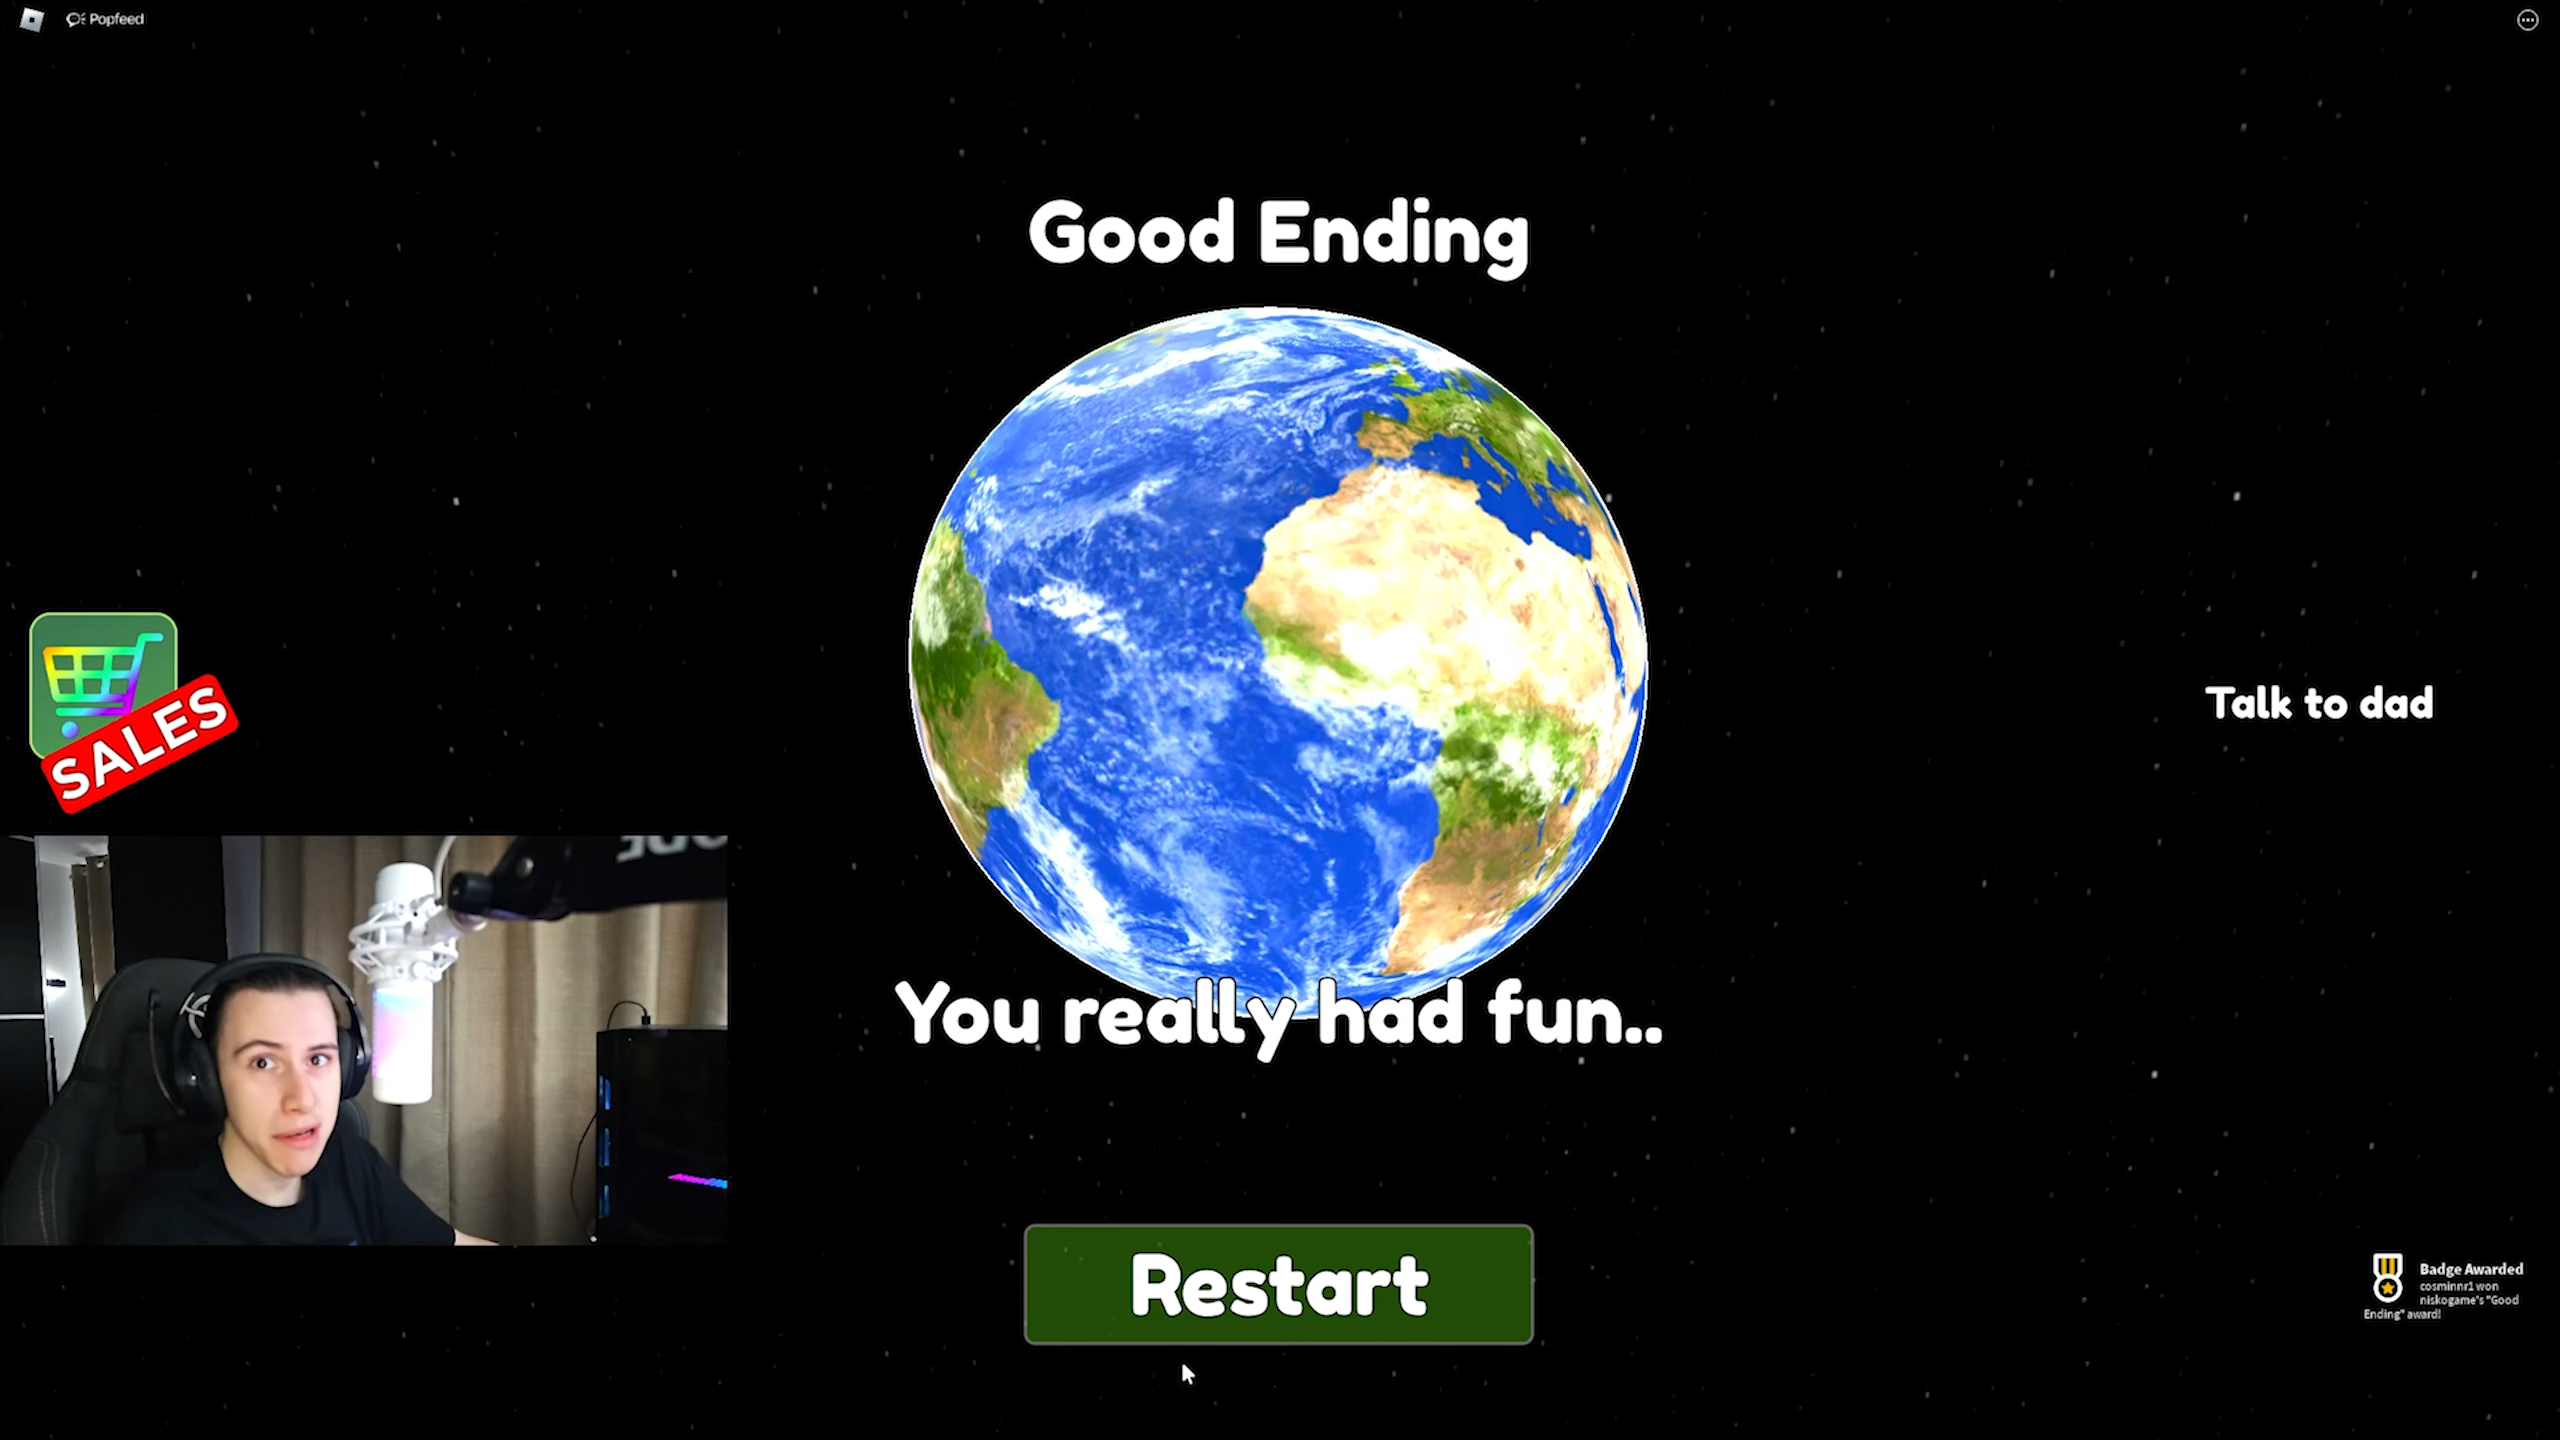 Popfeed
Good Ending
SALES
Talk to dad
You really had fun..
Restart
Badge Awarded
cosminnr1 won
niskogame's "Good
Ending" award!